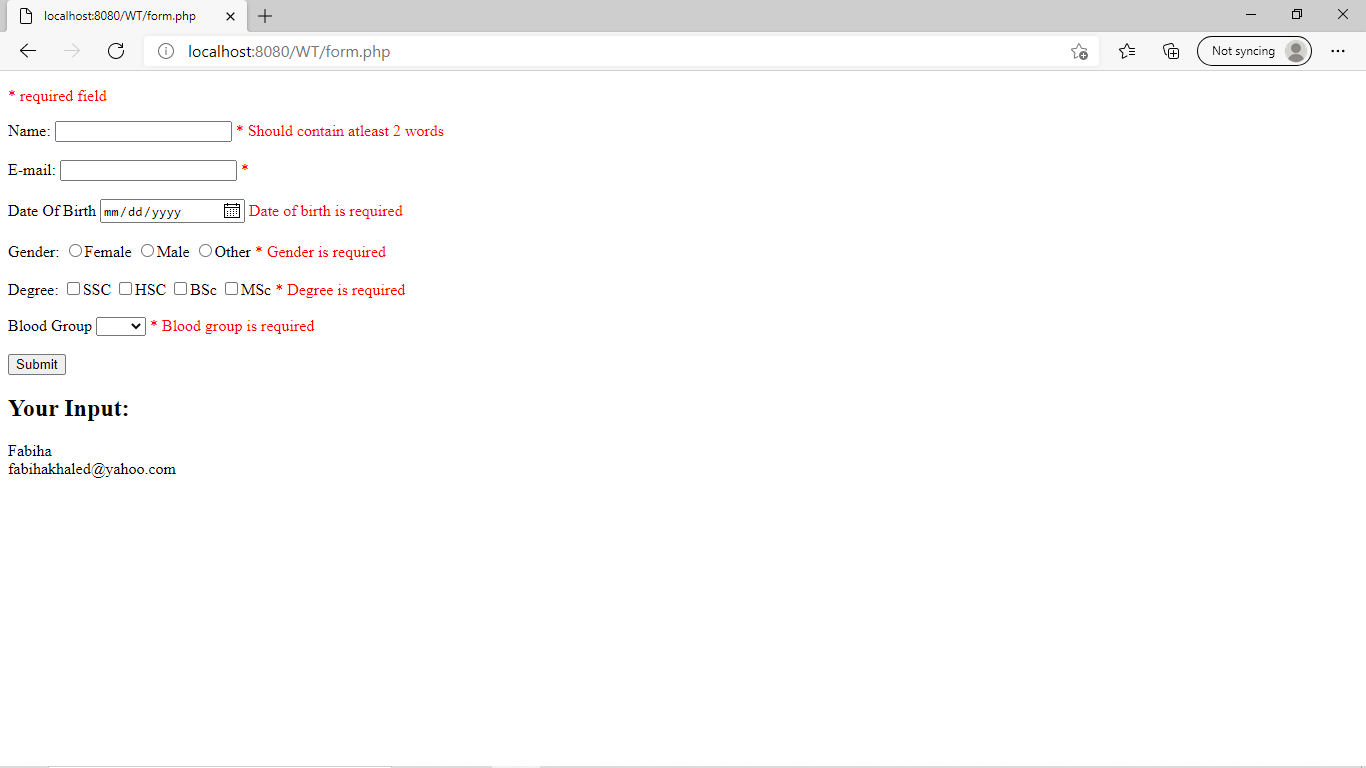 localhost:8080/WT/form.php
localhost:8080/WT/form.php
Not syncing
* required field
Name: * Should contain atleast 2 words
E-mail: *
Date Of Birth mm/dd/yyyy Date of birth is required
Gender: Female Male Other * Gender is required
Degree: SSC HSC BSc MSc * Degree is required
Blood Group * Blood group is required
Submit
Your Input:
Fabiha
fabihakhaled@yahoo.com